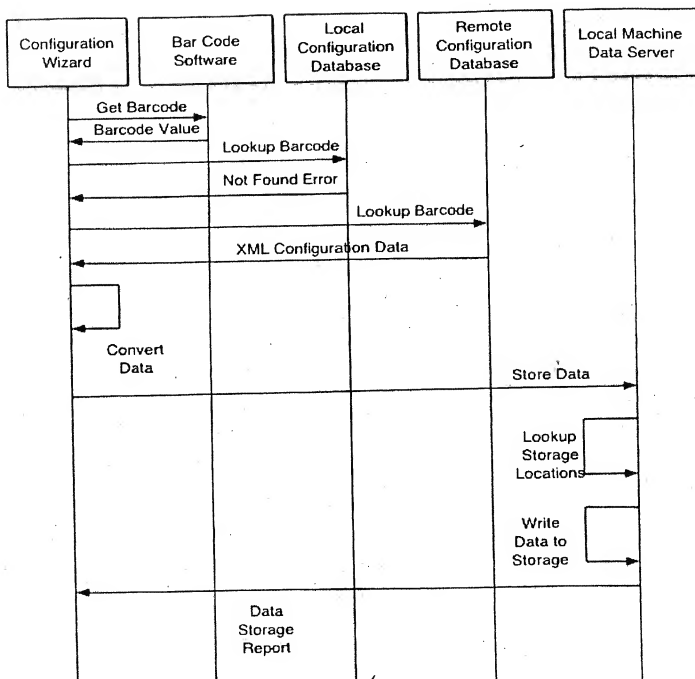 Configuration
Wizard
Bar Code
Software
Local
Configuration
Database
Remote
Configuration
Database
Local Machine
Data Server
Get Barcode
Barcode Value
Lookup Barcode
Not Found Error
Lookup Barcode
XML Configuration Data
Convert
Data
Store Data
Lookup
Storage
Locations
Write
Data to
Storage
Data
Storage
Report